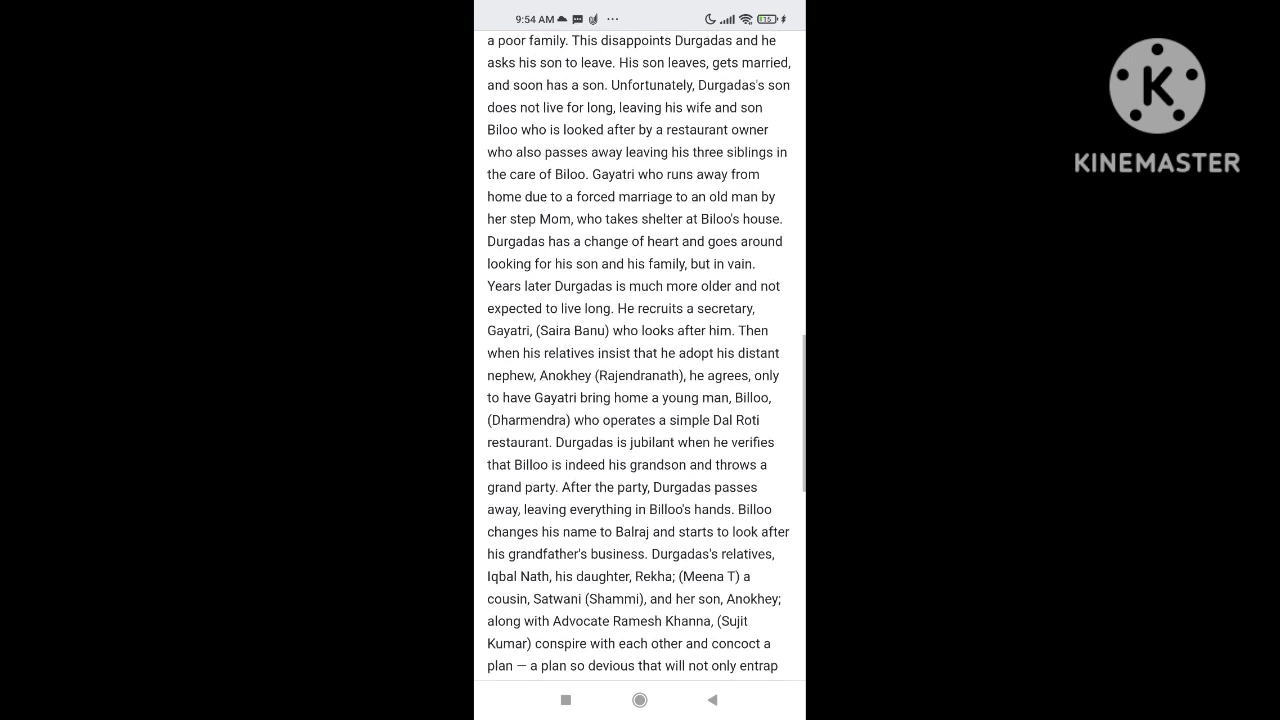 9:54 AM
15
a poor family. This disappoints Durgadas and he
asks his son to leave. His son leaves, gets married,
and soon has a son. Unfortunately, Durgadas's son
does not live for long, leaving his wife and son
Biloo who is looked after by a restaurant owner
who also passes away leaving his three siblings in
the care of Biloo. Gayatri who runs away from
home due to a forced marriage to an old man by
her step Mom, who takes shelter at Biloo's house.
Durgadas has a change of heart and goes around
looking for his son and his family, but in vain.
Years later Durgadas is much more older and not
expected to live long. He recruits a secretary,
Gayatri, (Saira Banu) who looks after him. Then
when his relatives insist that he adopt his distant
nephew, Anokhey (Rajendranath), he agrees, only
to have Gayatri bring home a young man, Billoo,
(Dharmendra) who operates a simple Dal Roti
restaurant. Durgadas is jubilant when he verifies
that Billoo is indeed his grandson and throws a
grand party. After the party, Durgadas passes
away, leaving everything in Billoo's hands. Billoo
changes his name to Balraj and starts to look after
his grandfather's business. Durgadas's relatives,
Iqbal Nath, his daughter, Rekha; (Meena T) a
cousin, Satwani (Shammi), and her son, Anokhey;
along with Advocate Ramesh Khanna, (Sujit
Kumar) conspire with each other and concoct a
plan — a plan so devious that will not only entrap
K
KINEMASTER